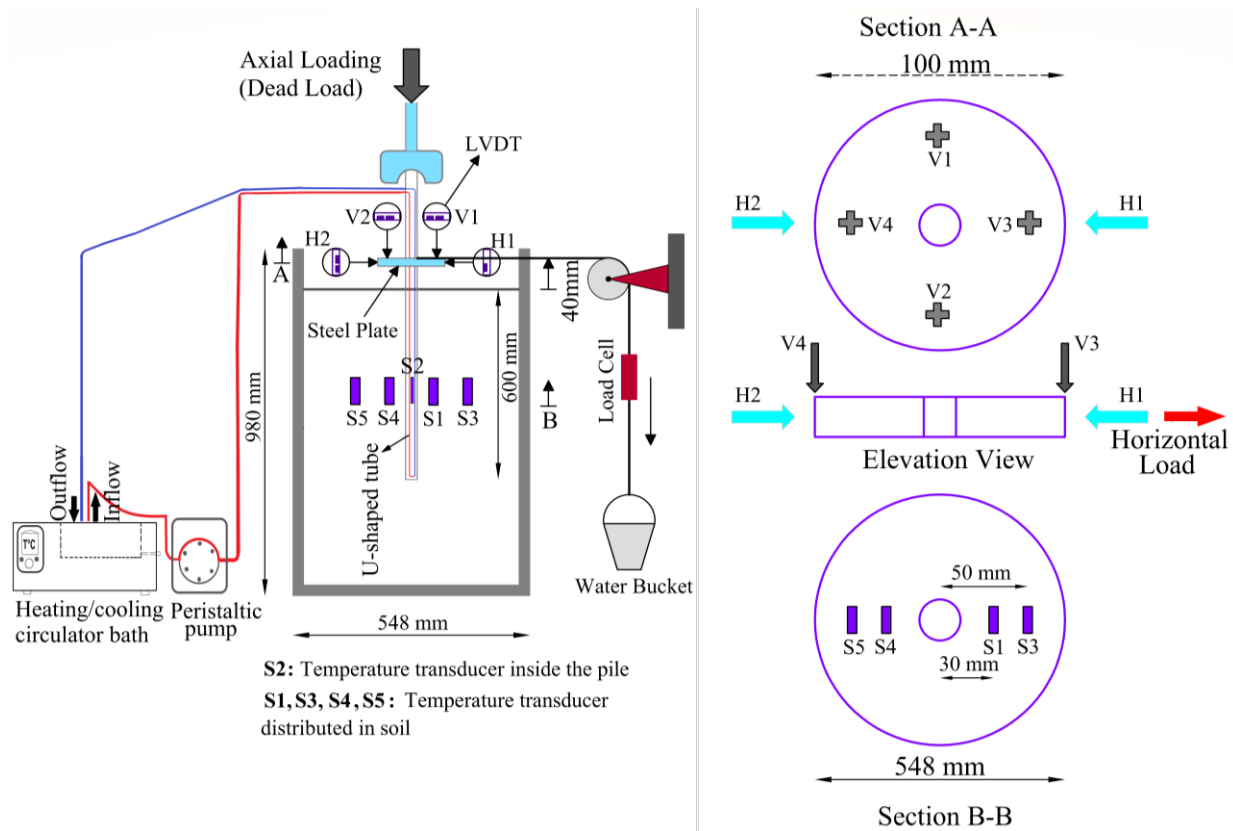 Axial Loading
(Dead Load)
LVDT
V2
V1
H2
H1
A
40mm
Steel Plate
S2
600 mm
980 mm
S5
S4
S1
S3
B
Load Cell
U-shaped tube
Outflow
Inflow
T°C
Heating/cooling
circulator bath
Peristaltic
pump
Water Bucket
548 mm
S2: Temperature transducer inside the pile
S1, S3, S4, S5: Temperature transducer
distributed in soil
Section A-A
100 mm
V1
H2
H1
V4
V3
V2
V4
V3
H2
H1
Horizontal
Load
Elevation View
50 mm
S5
S4
S1
S3
30 mm
548 mm
Section B-B